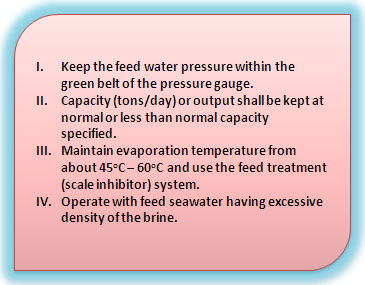 I. Keep the feed water pressure within the
green belt of the pressure gauge.
II. Capacity (tons/day) or output shall be kept at
normal or less than normal capacity
specified.
III. Maintain evaporation temperature from
about 45°C – 60°C and use the feed treatment
(scale inhibitor) system.
IV. Operate with feed seawater having excessive
density of the brine.